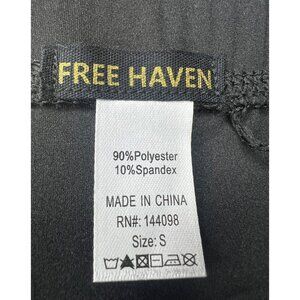 FREE HAVEN
90%Polyester
10%Spandex
MADE IN CHINA
RN#: 144098
Size: S